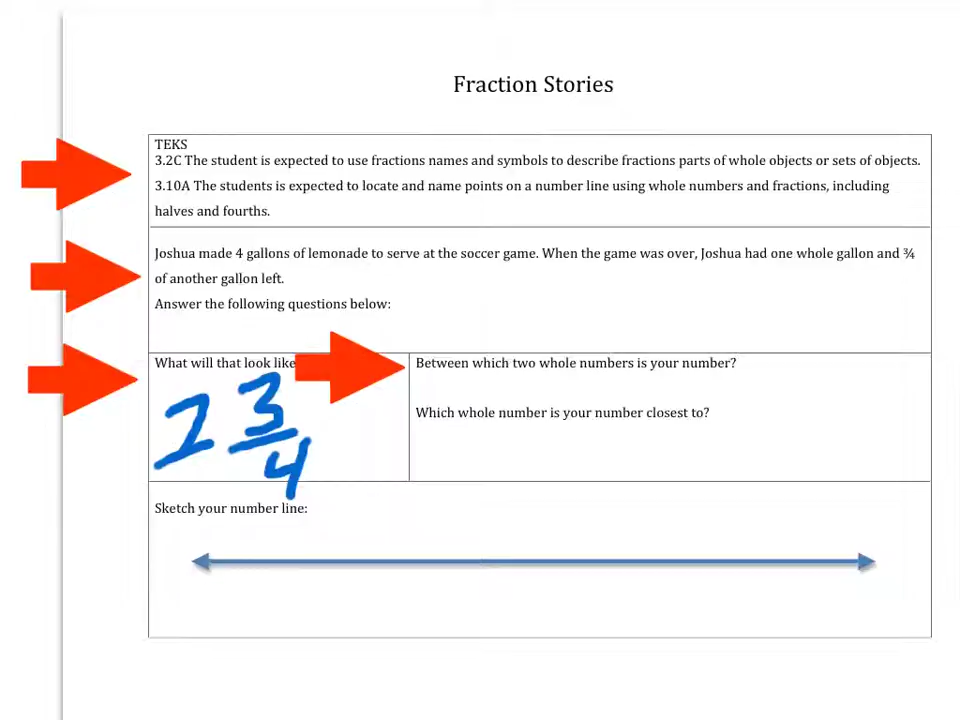 Fraction Stories
TEKS
3.2C The student is expected to use fractions names and symbols to describe fractions parts of whole objects or sets of objects.
3.10A The students is expected to locate and name points on a number line using whole numbers and fractions, including
halves and fourths.
Joshua made 4 gallons of lemonade to serve at the soccer game. When the game was over, Joshua had one whole gallon and ¾
of another gallon left.
Answer the following questions below:
What will that look like
2 3/4
Between which two whole numbers is your number?
Which whole number is your number closest to?
Sketch your number line: